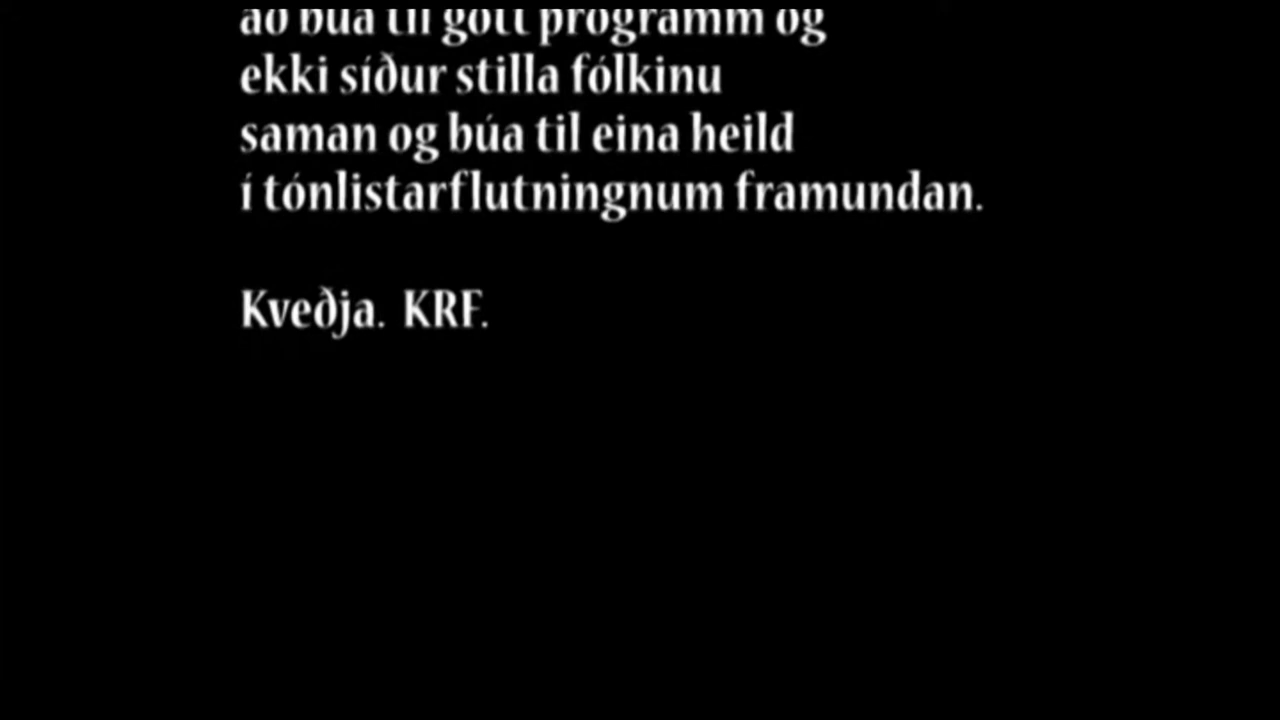 að búa til gott programm og
ekki síður stilla fólkinu
saman og búa til eina heild
í tónlistarflutningnum framundan.
Kveðja. KRF.